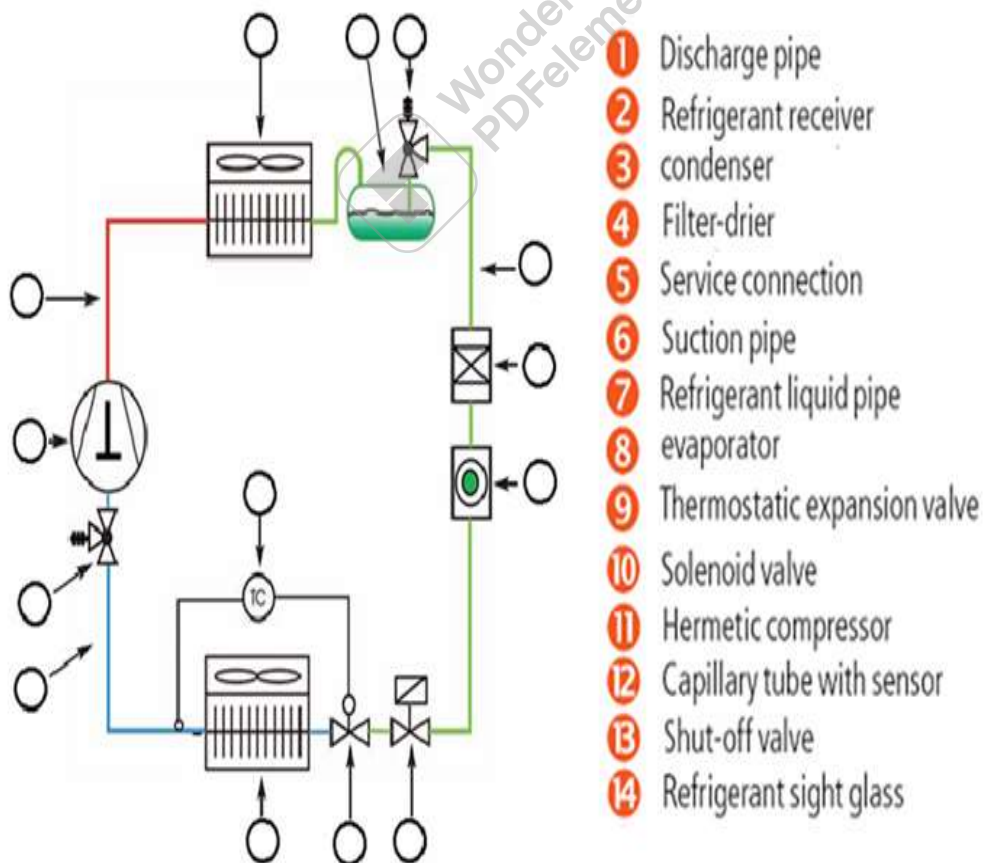 Wonder
PDFeleme
1 Discharge pipe
2 Refrigerant receiver
3 condenser
4 Filter-drier
5 Service connection
6 Suction pipe
7 Refrigerant liquid pipe
8 evaporator
9 Thermostatic expansion valve
10 Solenoid valve
11 Hermetic compressor
12 Capillary tube with sensor
13 Shut-off valve
14 Refrigerant sight glass
TC